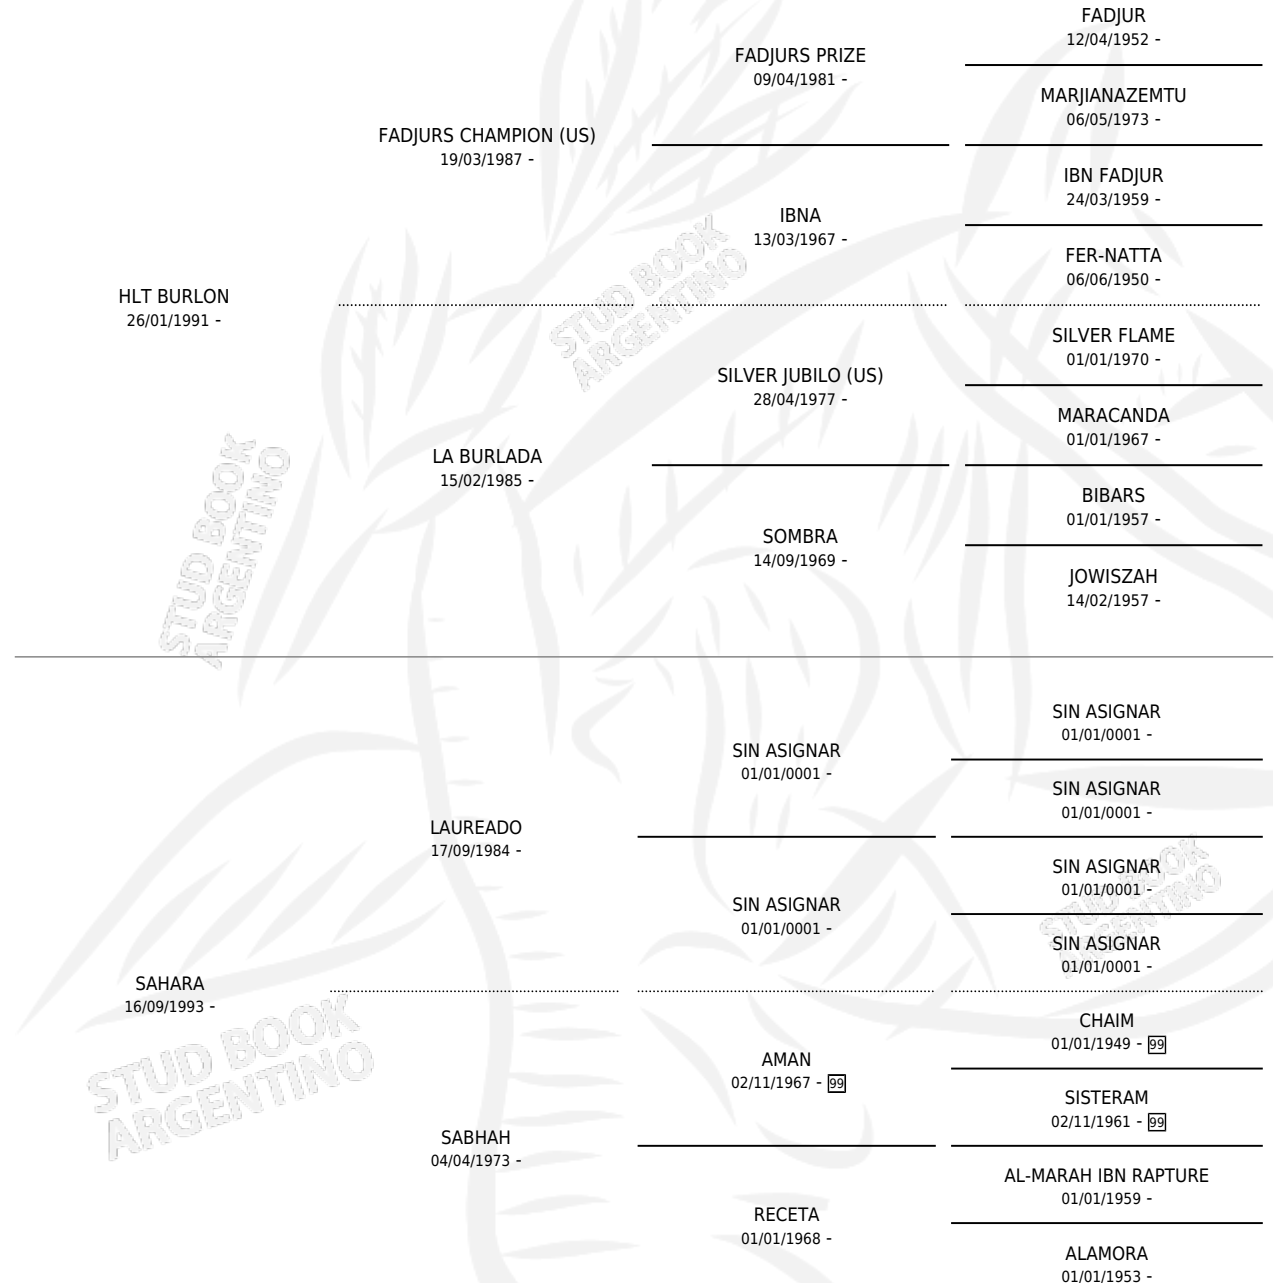 FADJUR
12/04/1952 -
FADJURS PRIZE
09/04/1981 -
MARJIANAZEMTU
06/05/1973 -
FADJURS CHAMPION (US)
19/03/1987 -
IBN FADJUR
24/03/1959 -
IBNA
13/03/1967 -
FER-NATTA
06/06/1950 -
HLT BURLON
26/01/1991 -
SILVER FLAME
01/01/1970 -
SILVER JUBILO (US)
28/04/1977 -
MARACANDA
01/01/1967 -
LA BURLADA
15/02/1985 -
BIBARS
01/01/1957 -
SOMBRA
14/09/1969 -
JOWISZAH
14/02/1957 -
STUD BOOK
ARGENTINO
STUD BOOK
ARGENTINO
SIN ASIGNAR
01/01/0001 -
SIN ASIGNAR
01/01/0001 -
SIN ASIGNAR
01/01/0001 -
LAUREADO
17/09/1984 -
SIN ASIGNAR
01/01/0001 -
SIN ASIGNAR
01/01/0001 -
SIN ASIGNAR
01/01/0001 -
STUD BOOK
ARGENTINO
SAHARA
16/09/1993 -
CHAIM
01/01/1949 - 99
AMAN
02/11/1967 - 99
SISTERAM
02/11/1961 - 99
SABHAH
04/04/1973 -
AL-MARAH IBN RAPTURE
01/01/1959 -
RECETA
01/01/1968 -
ALAMORA
01/01/1953 -
STUD BOOK
ARGENTINO